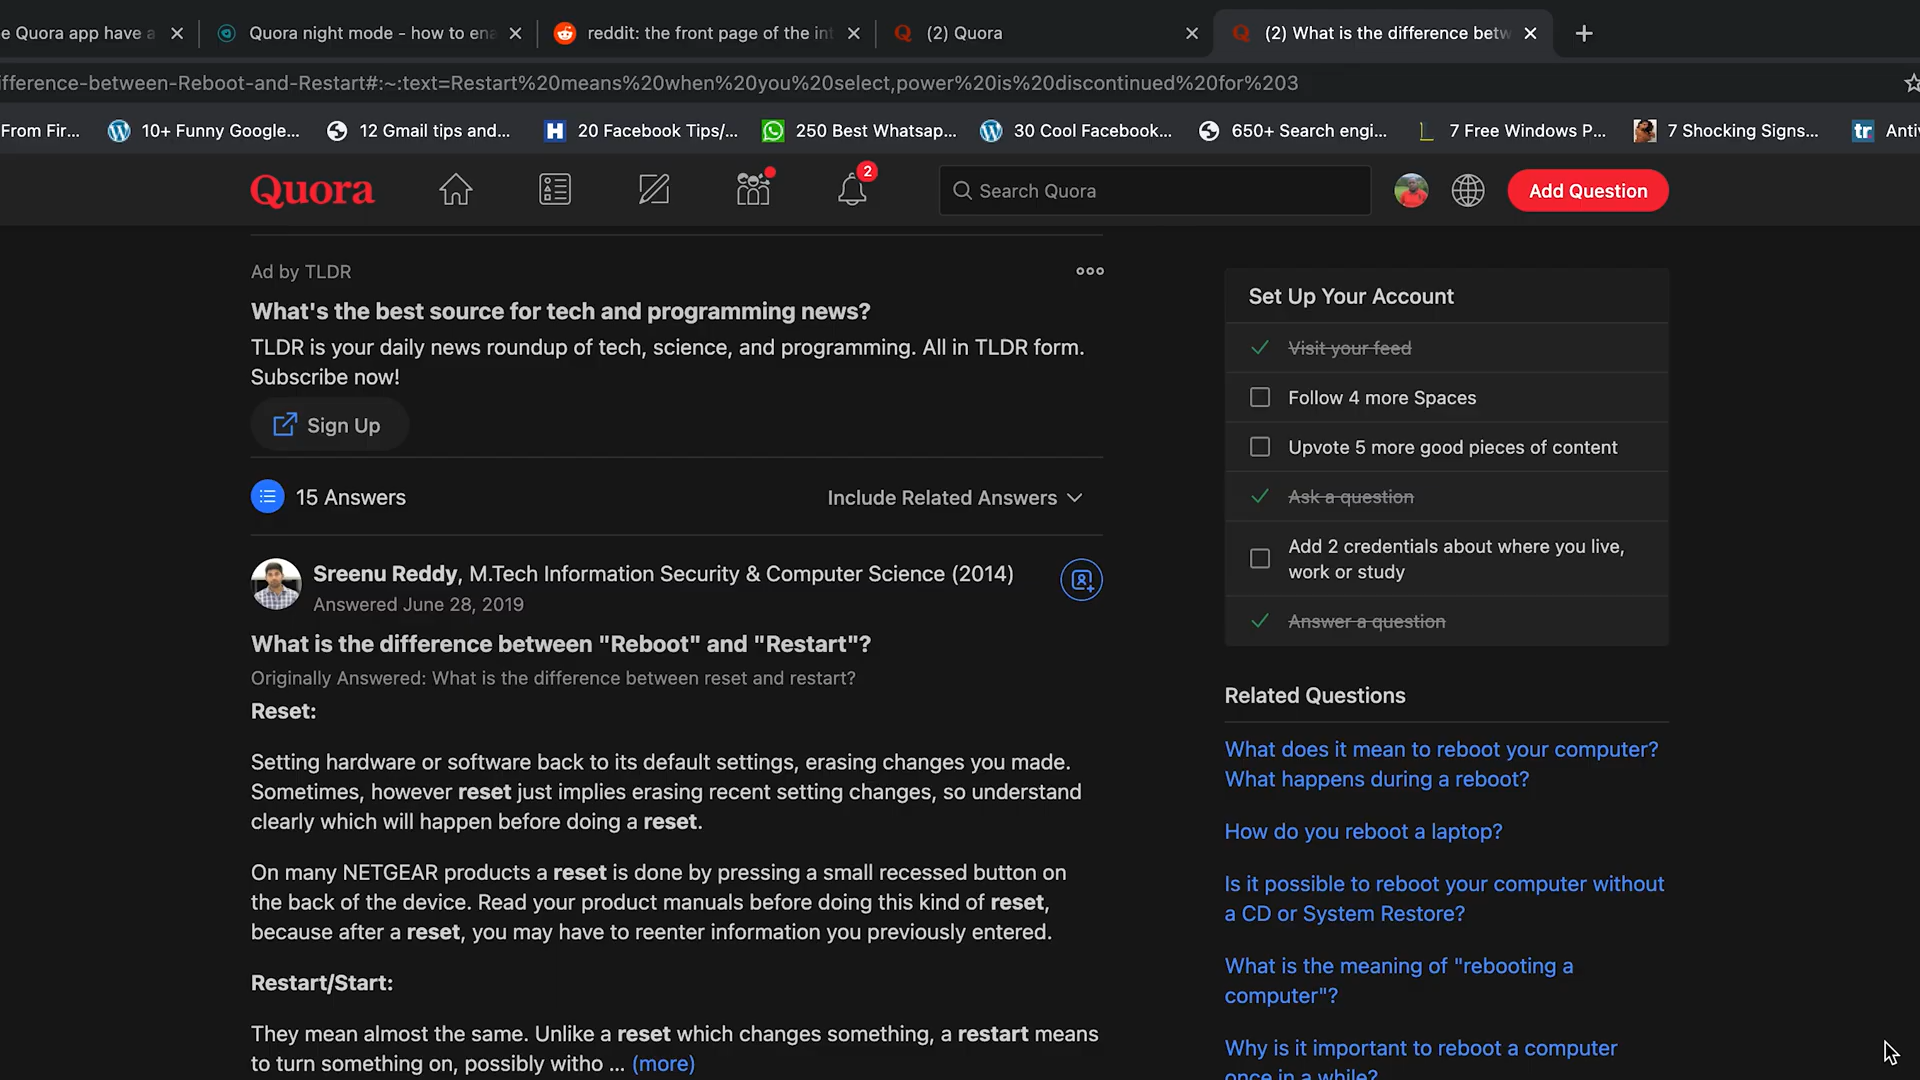 e Quora app have a
Quora night mode - how to ena
reddit: the front page of the int
(2) Quora
(2) What is the difference betw
ifference-between-Reboot-and-Restart#:~:text=Restart%20means%20when%20you%20select,power%20is%20discontinued%20for%203
From Fir...
10+ Funny Google...
12 Gmail tips and...
H
20 Facebook Tips/...
250 Best Whatsap...
30 Cool Facebook...
650+ Search engi...
L
7 Free Windows P...
7 Shocking Signs...
tr
Antiv
Quora
2
Search Quora
Add Question
Ad by TLDR
What's the best source for tech and programming news?
TLDR is your daily news roundup of tech, science, and programming. All in TLDR form.
Subscribe now!
Sign Up
15 Answers
Include Related Answers
Sreenu Reddy, M.Tech Information Security & Computer Science (2014)
Answered June 28, 2019
What is the difference between "Reboot" and "Restart"?
Originally Answered: What is the difference between reset and restart?
Reset:
Setting hardware or software back to its default settings, erasing changes you made.
Sometimes, however reset just implies erasing recent setting changes, so understand
clearly which will happen before doing a reset.
On many NETGEAR products a reset is done by pressing a small recessed button on
the back of the device. Read your product manuals before doing this kind of reset,
because after a reset, you may have to reenter information you previously entered.
Restart/Start:
They mean almost the same. Unlike a reset which changes something, a restart means
to turn something on, possibly witho ... (more)
Set Up Your Account
Visit your feed
Follow 4 more Spaces
Upvote 5 more good pieces of content
Ask a question
Add 2 credentials about where you live,
work or study
Answer a question
Related Questions
What does it mean to reboot your computer?
What happens during a reboot?
How do you reboot a laptop?
Is it possible to reboot your computer without
a CD or System Restore?
What is the meaning of "rebooting a
computer"?
Why is it important to reboot a computer
once in a while?